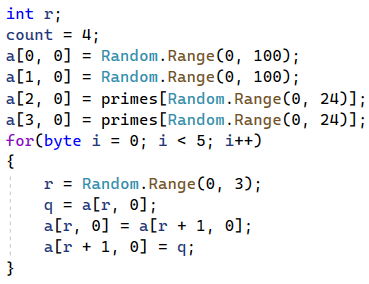 int r;
count = 4;
a[0, 0] = Random.Range(0, 100);
a[1, 0] = Random.Range(0, 100);
a[2, 0] = primes[Random.Range(0, 24)];
a[3, 0] = primes[Random.Range(0, 24)];
for(byte i = 0; i < 5; i++)
{
    r = Random.Range(0, 3);
    q = a[r, 0];
    a[r, 0] = a[r + 1, 0];
    a[r + 1, 0] = q;
}